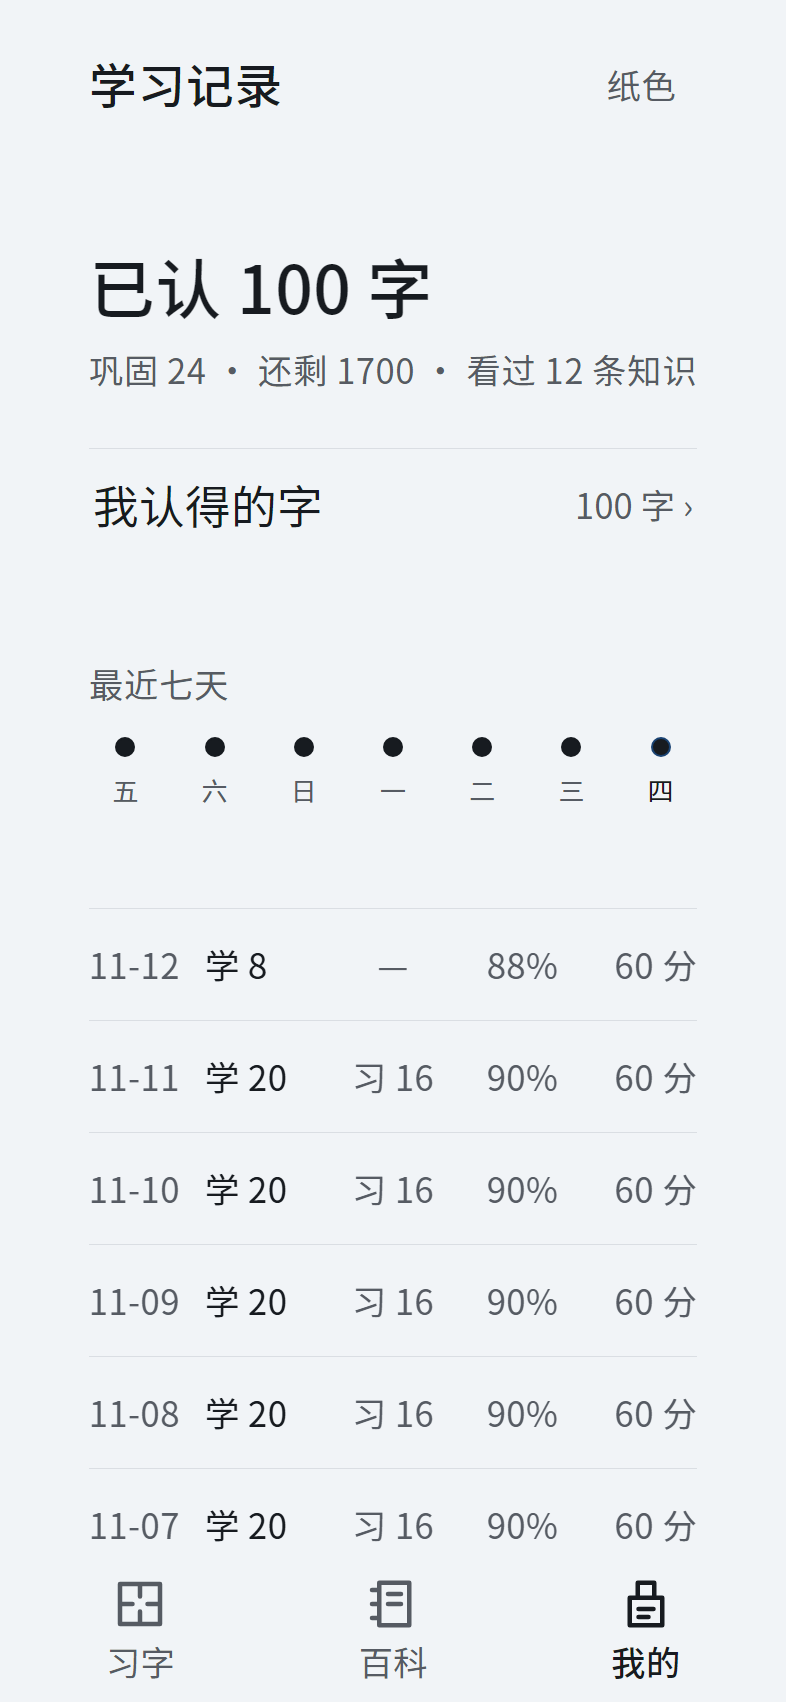 学习记录 纸色
已认 100 字
巩固 24 · 还剩 1700 · 看过 12 条知识
我认得的字 100 字 ›
最近七天
五 六 日 一 二 三 四
11-12 学 8 — 88% 60 分
11-11 学 20 习 16 90% 60 分
11-10 学 20 习 16 90% 60 分
11-09 学 20 习 16 90% 60 分
11-08 学 20 习 16 90% 60 分
11-07 学 20 习 16 90% 60 分
习字 百科 我的